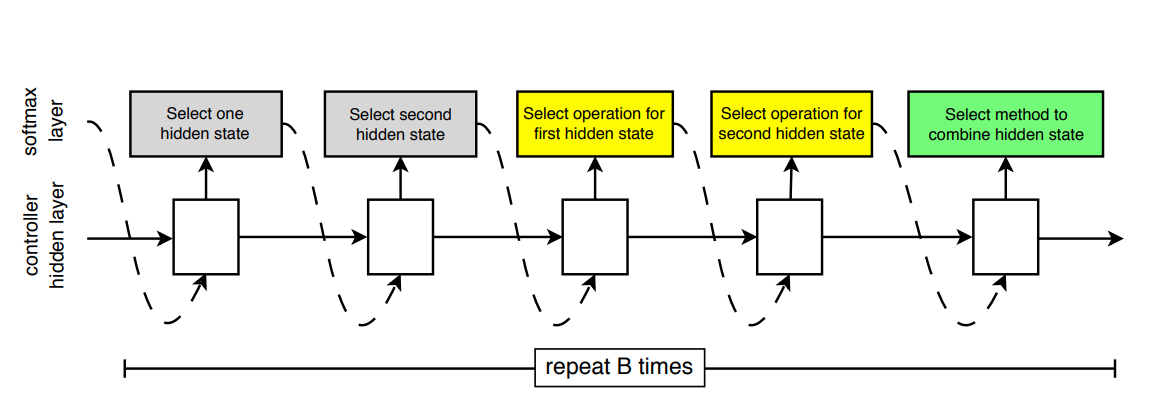 softmax
layer
Select one
hidden state
Select second
hidden state
Select operation for
first hidden state
Select operation for
second hidden state
Select method to
combine hidden state
controller
hidden layer
repeat B times